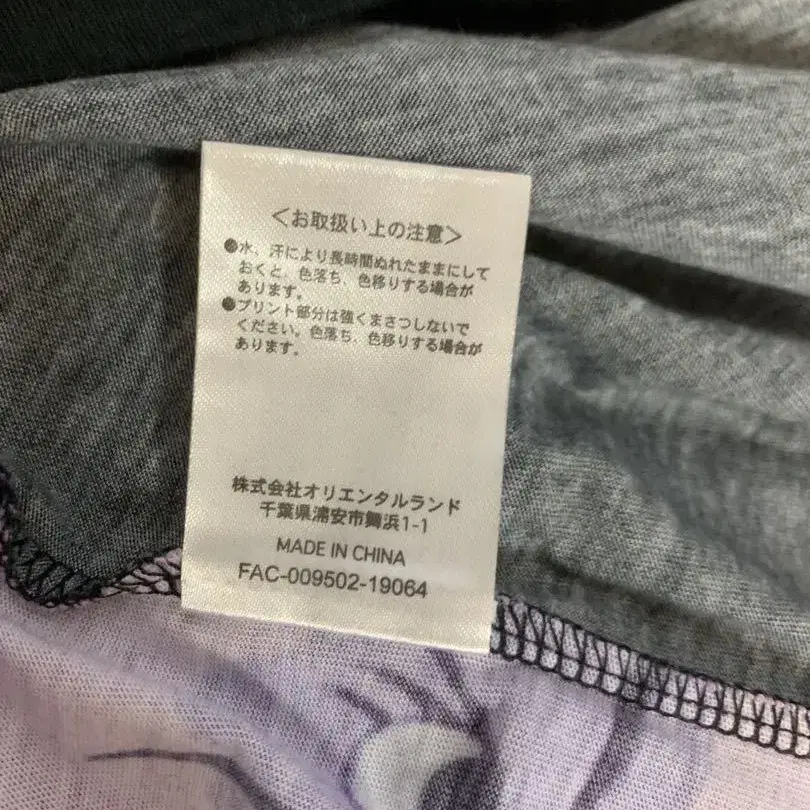 ＜お取扱い上の注意＞
●水、汗により長時間ぬれたままにして
おくと、色落ち、色移りする場合が
あります。
●プリント部分は強くまさつしないで
ください。色落ち、色移りする場合が
あります。
株式会社オリエンタルランド
千葉県浦安市舞浜1-1
MADE IN CHINA
FAC-009502-19064